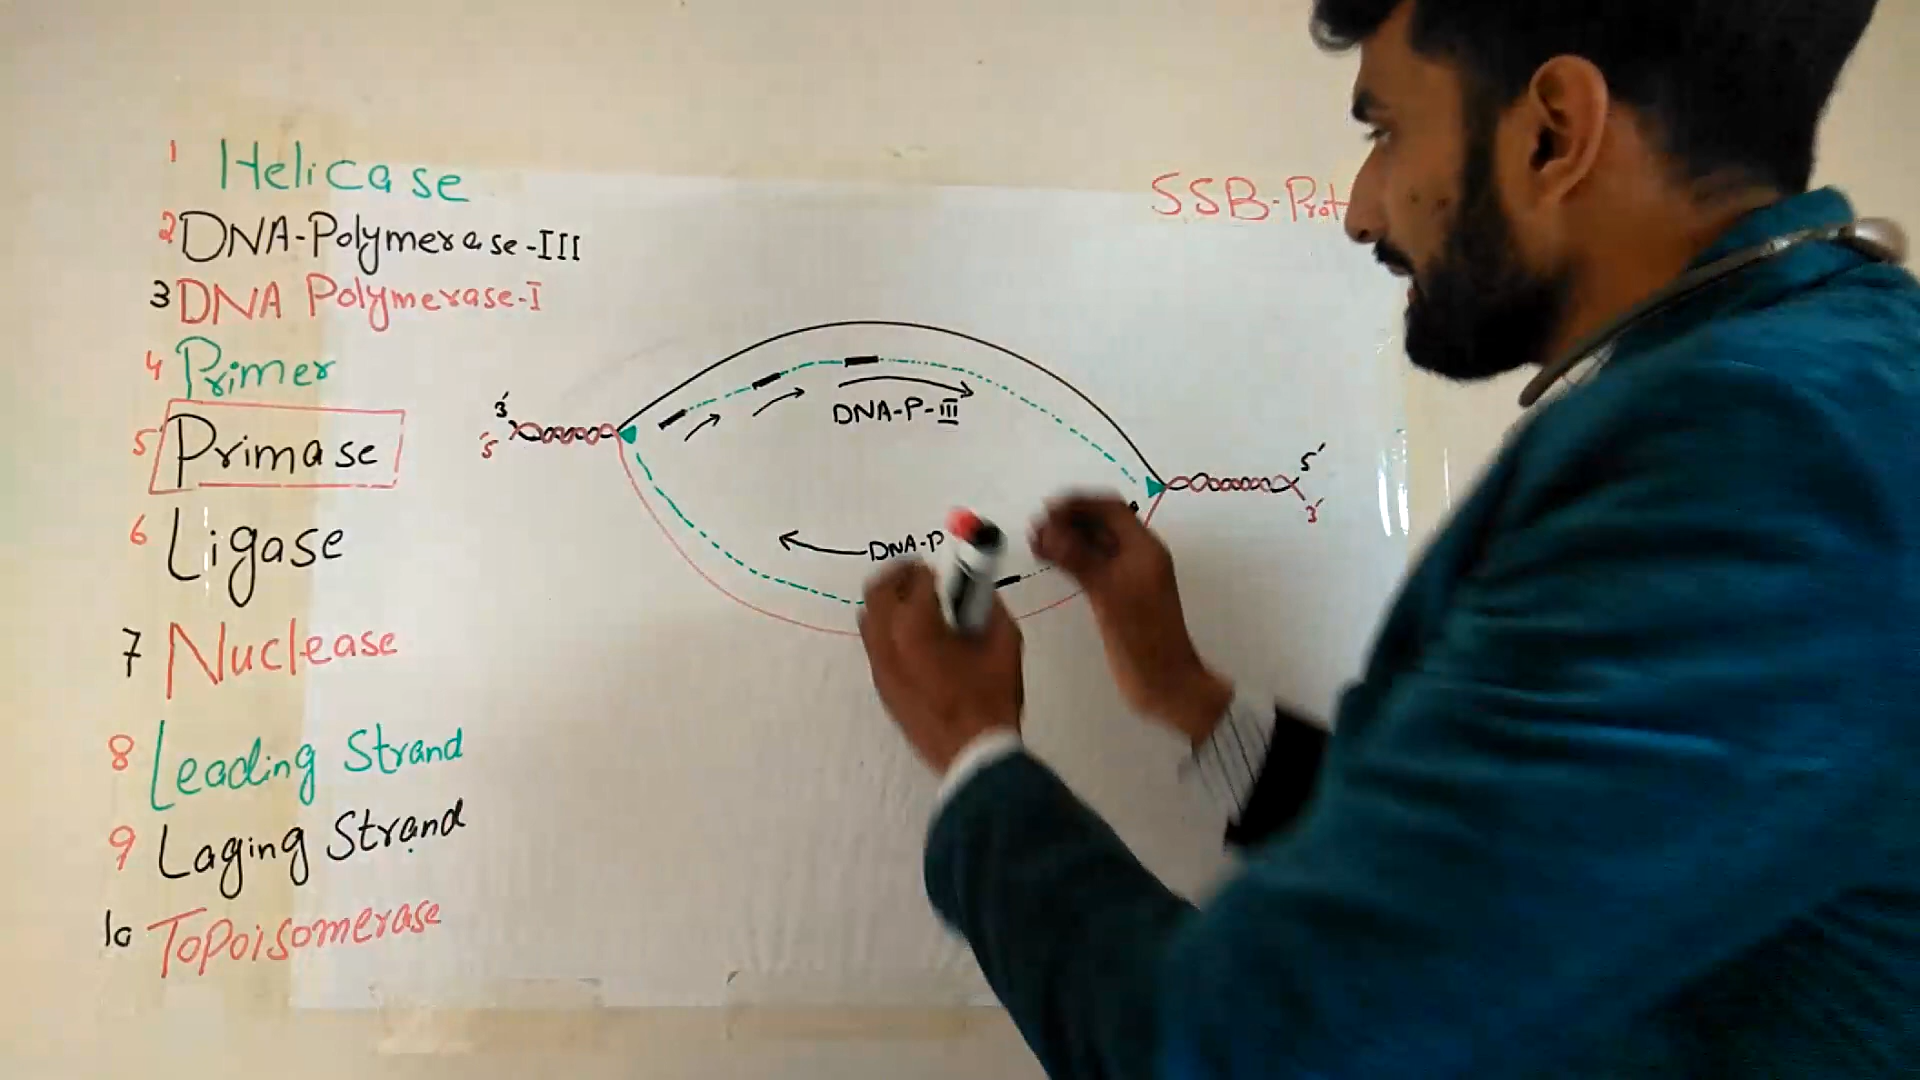 1 Helicase
2 DNA-Polymerase-III
3 DNA Polymerase-I
4 Primer
5 Primase
6 Ligase
7 Nuclease
8 Leading Strand
9 Laging Strand
10 Topoisomerase
SSB-Prot
3'
5'
DNA-P-III
5'
3'
DNA-P